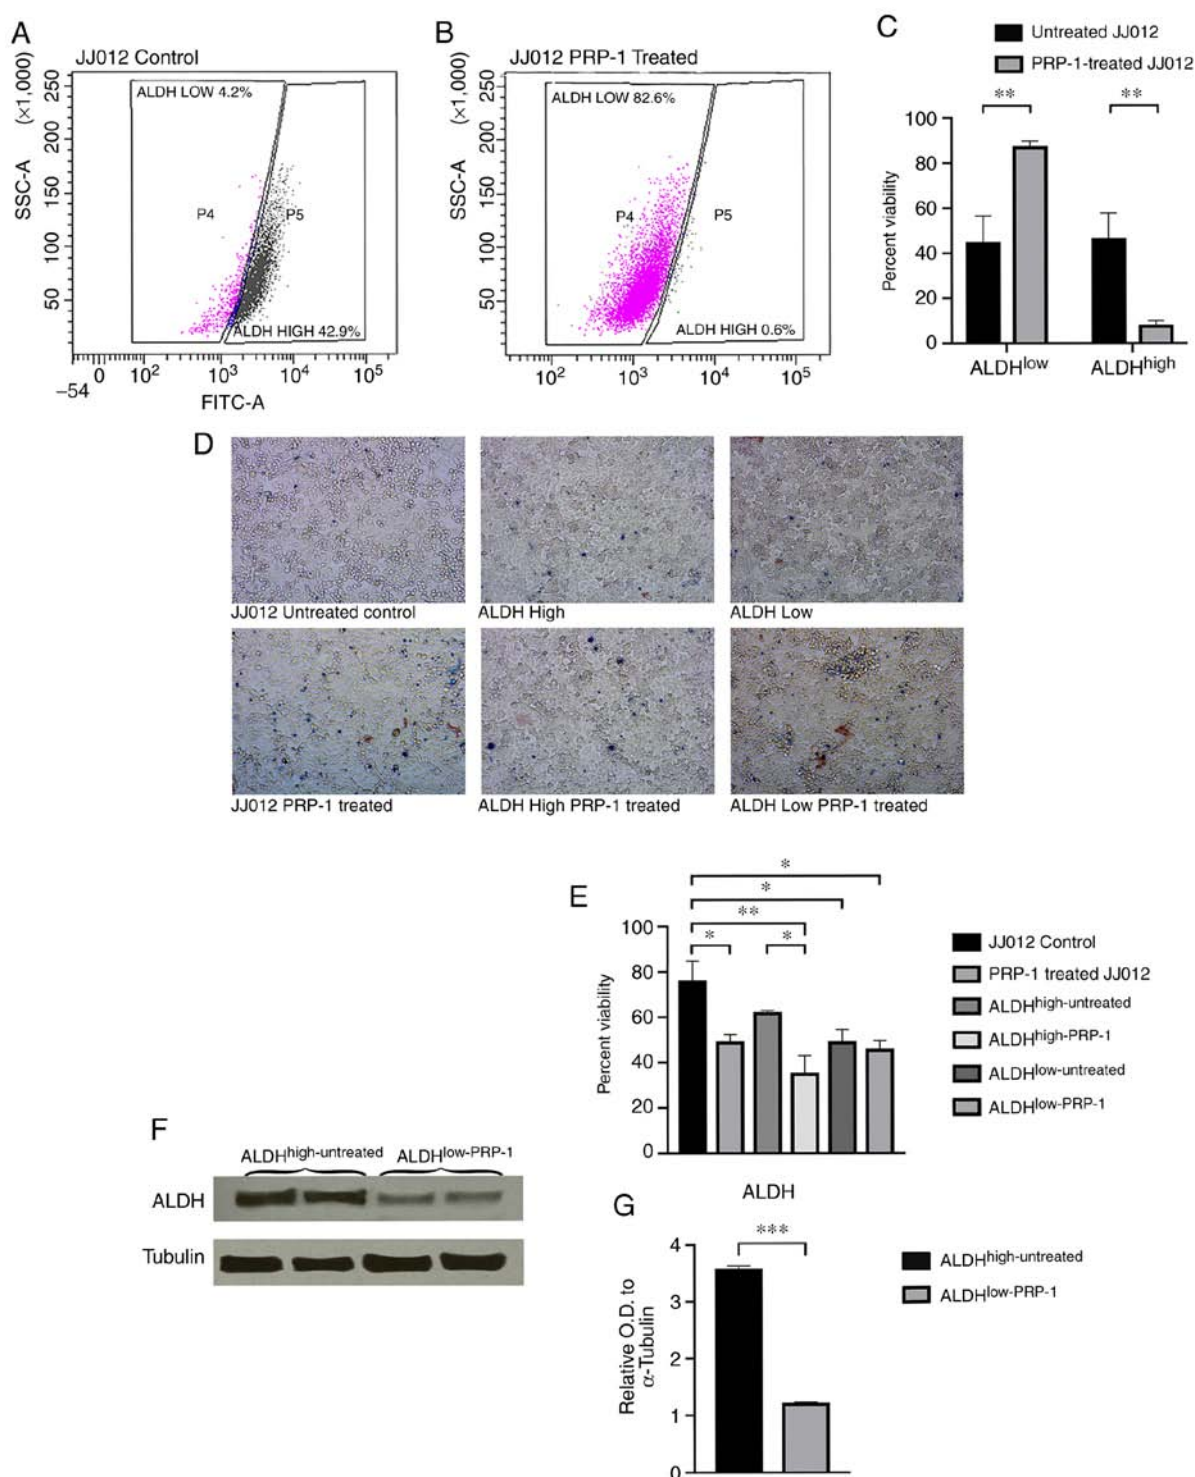 A
JJ012 Control
SSC-A (×1,000)
250
200
150
100
50
ALDH LOW 4.2%
P4
P5
ALDH HIGH 42.9%
−54
0
10²
10³
10⁴
10⁵
FITC-A
B
JJ012 PRP-1 Treated
SSC-A (×1,000)
250
200
150
100
50
ALDH LOW 82.6%
P4
P5
ALDH HIGH 0.6%
10²
10³
10⁴
10⁵
C
Untreated JJ012
PRP-1-treated JJ012
**
**
Percent viability
100
80
60
40
20
0
ALDHlow
ALDHhigh
D
JJ012 Untreated control
ALDH High
ALDH Low
JJ012 PRP-1 treated
ALDH High PRP-1 treated
ALDH Low PRP-1 treated
E
*
*
**
*
*
Percent viability
100
80
60
40
20
0
JJ012 Control
PRP-1 treated JJ012
ALDHhigh-untreated
ALDHhigh-PRP-1
ALDHlow-untreated
ALDHlow-PRP-1
F
ALDHhigh-untreated
ALDHlow-PRP-1
ALDH
Tubulin
G
ALDH
***
Relative O.D. to
α-Tubulin
4
3
2
1
0
ALDHhigh-untreated
ALDHlow-PRP-1